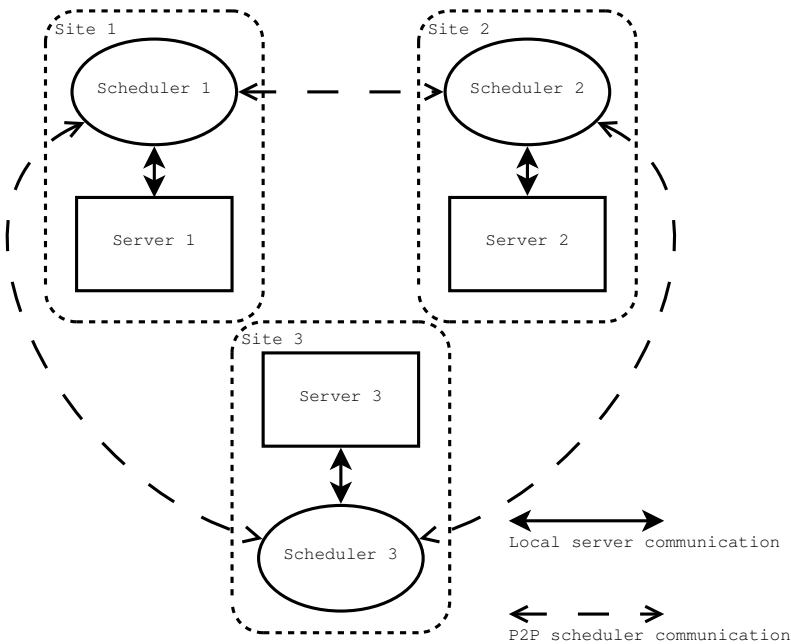 Site 1
Scheduler 1
Server 1
Site 2
Scheduler 2
Server 2
Site 3
Server 3
Scheduler 3
Local server communication
P2P scheduler communication